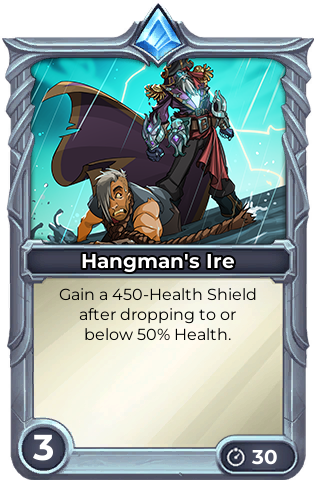 Hangman's Ire
Gain a 450-Health Shield
after dropping to or
below 50% Health.
3
30